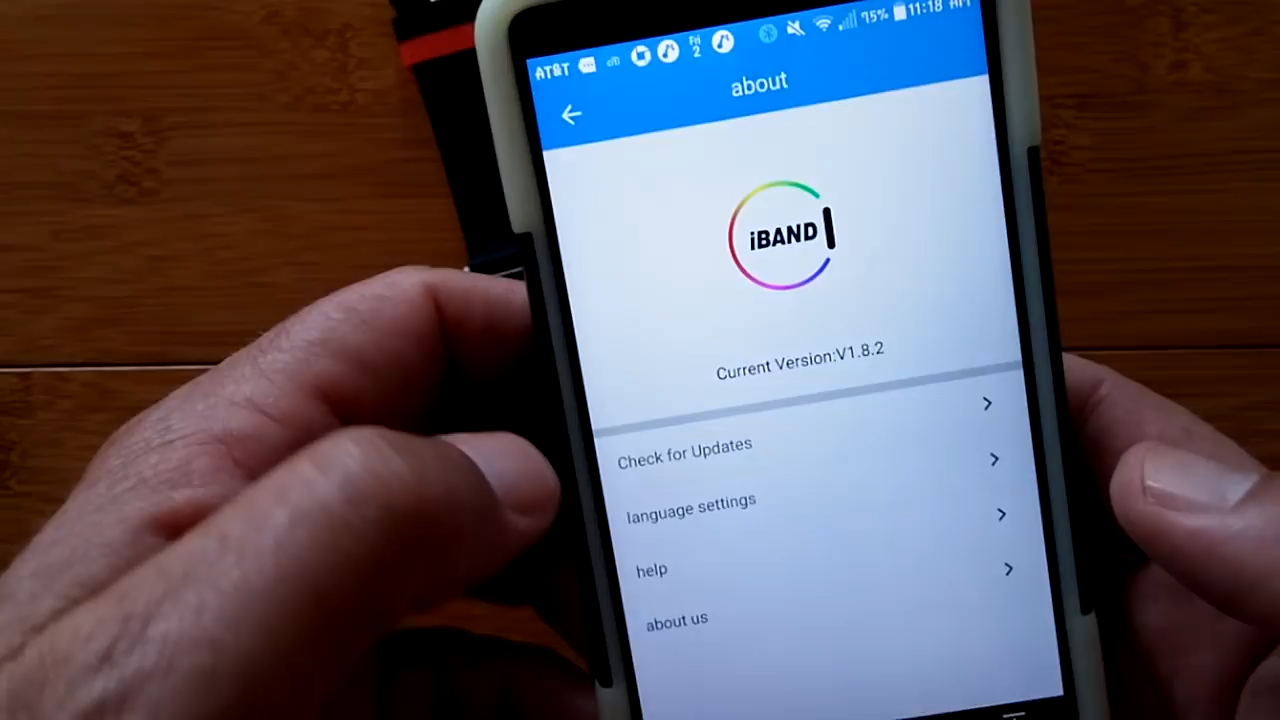 AT&T Fri 2 75% 11:18 AM
about
iBAND
Current Version:V1.8.2
Check for Updates
language settings
help
about us